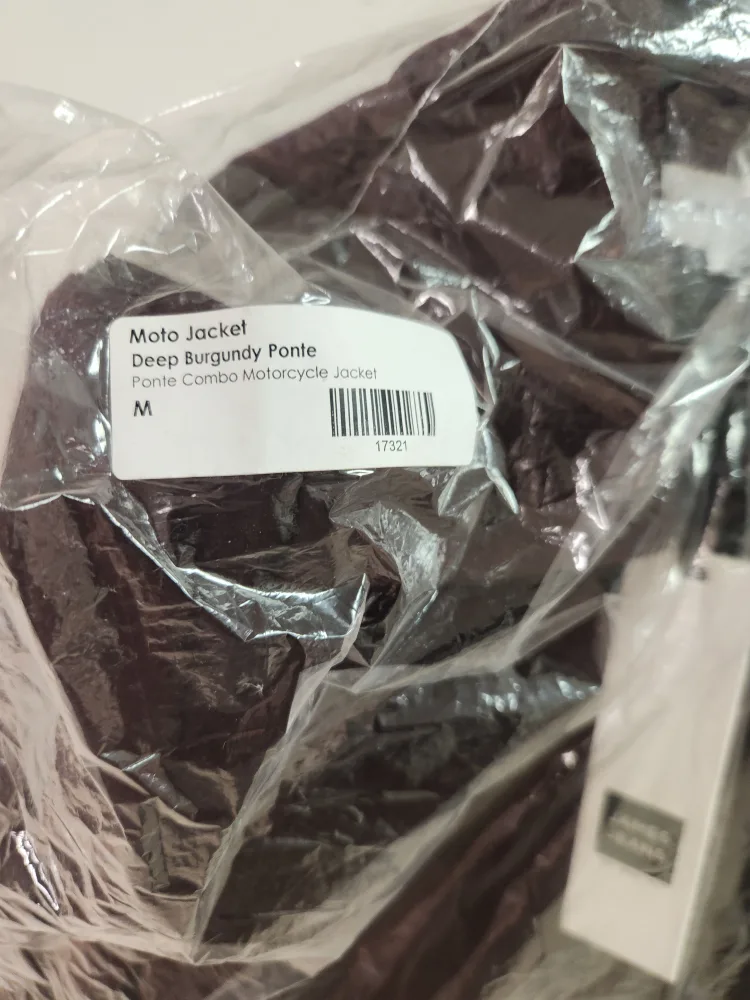 Moto Jacket
Deep Burgundy Ponte
Ponte Combo Motorcycle Jacket
M
17321